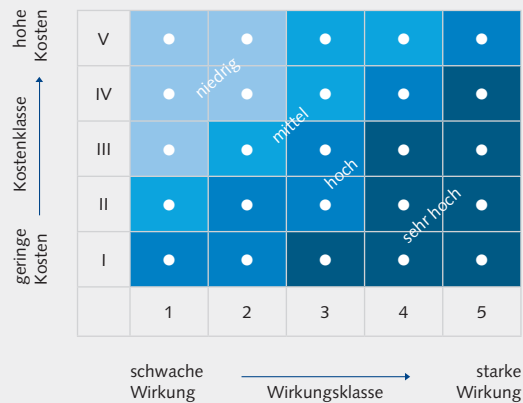 hohe
Kosten
Kostenklasse
geringe
Kosten
V
IV
III
II
I
niedrig
mittel
hoch
sehr hoch
1 2 3 4 5
schwache
Wirkung
Wirkungsklasse
starke
Wirkung